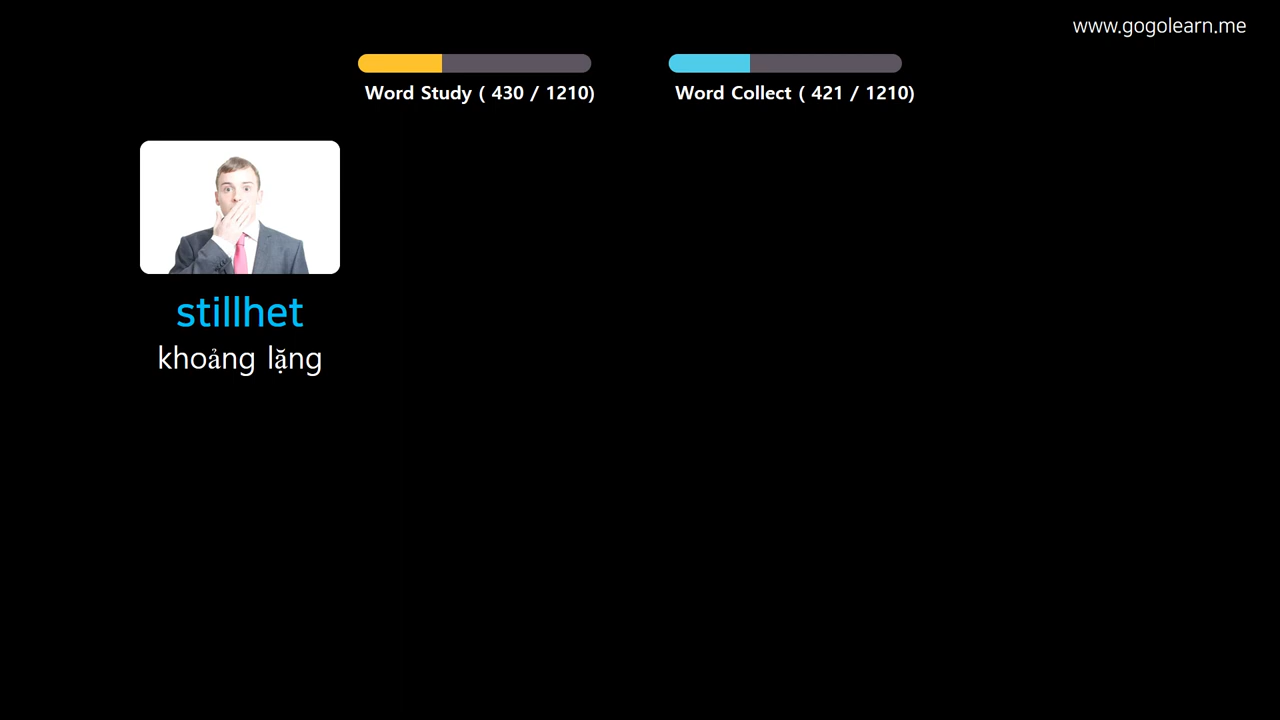 www.gogolearn.me
Word Study ( 430 / 1210)
Word Collect ( 421 / 1210)
stillhet
khoảng lặng